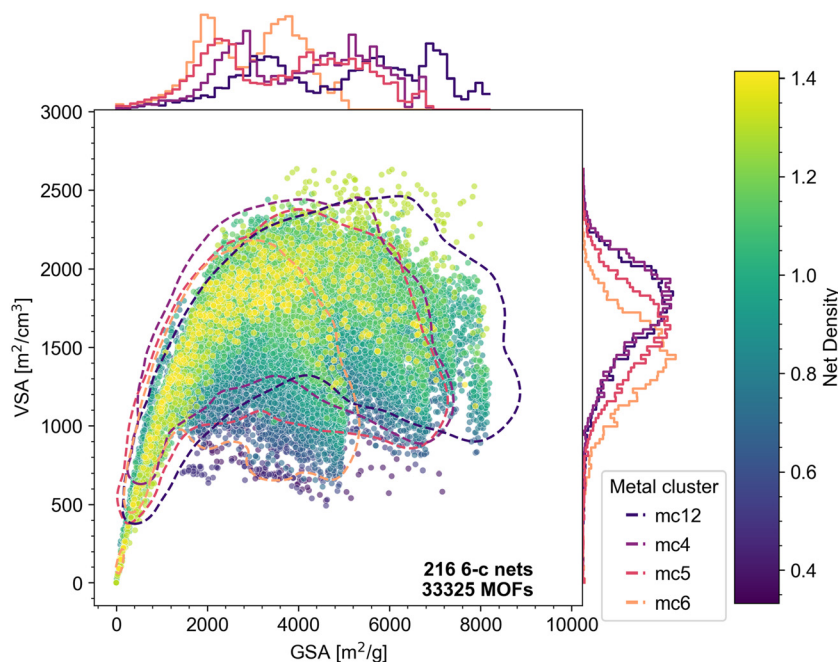 3000
2500
2000
1500
1000
500
0
VSA [m²/cm³]
0
2000
4000
6000
8000
10000
GSA [m²/g]
216 6-c nets
33325 MOFs
Metal cluster
mc12
mc4
mc5
mc6
1.4
1.2
1.0
0.8
0.6
0.4
Net Density